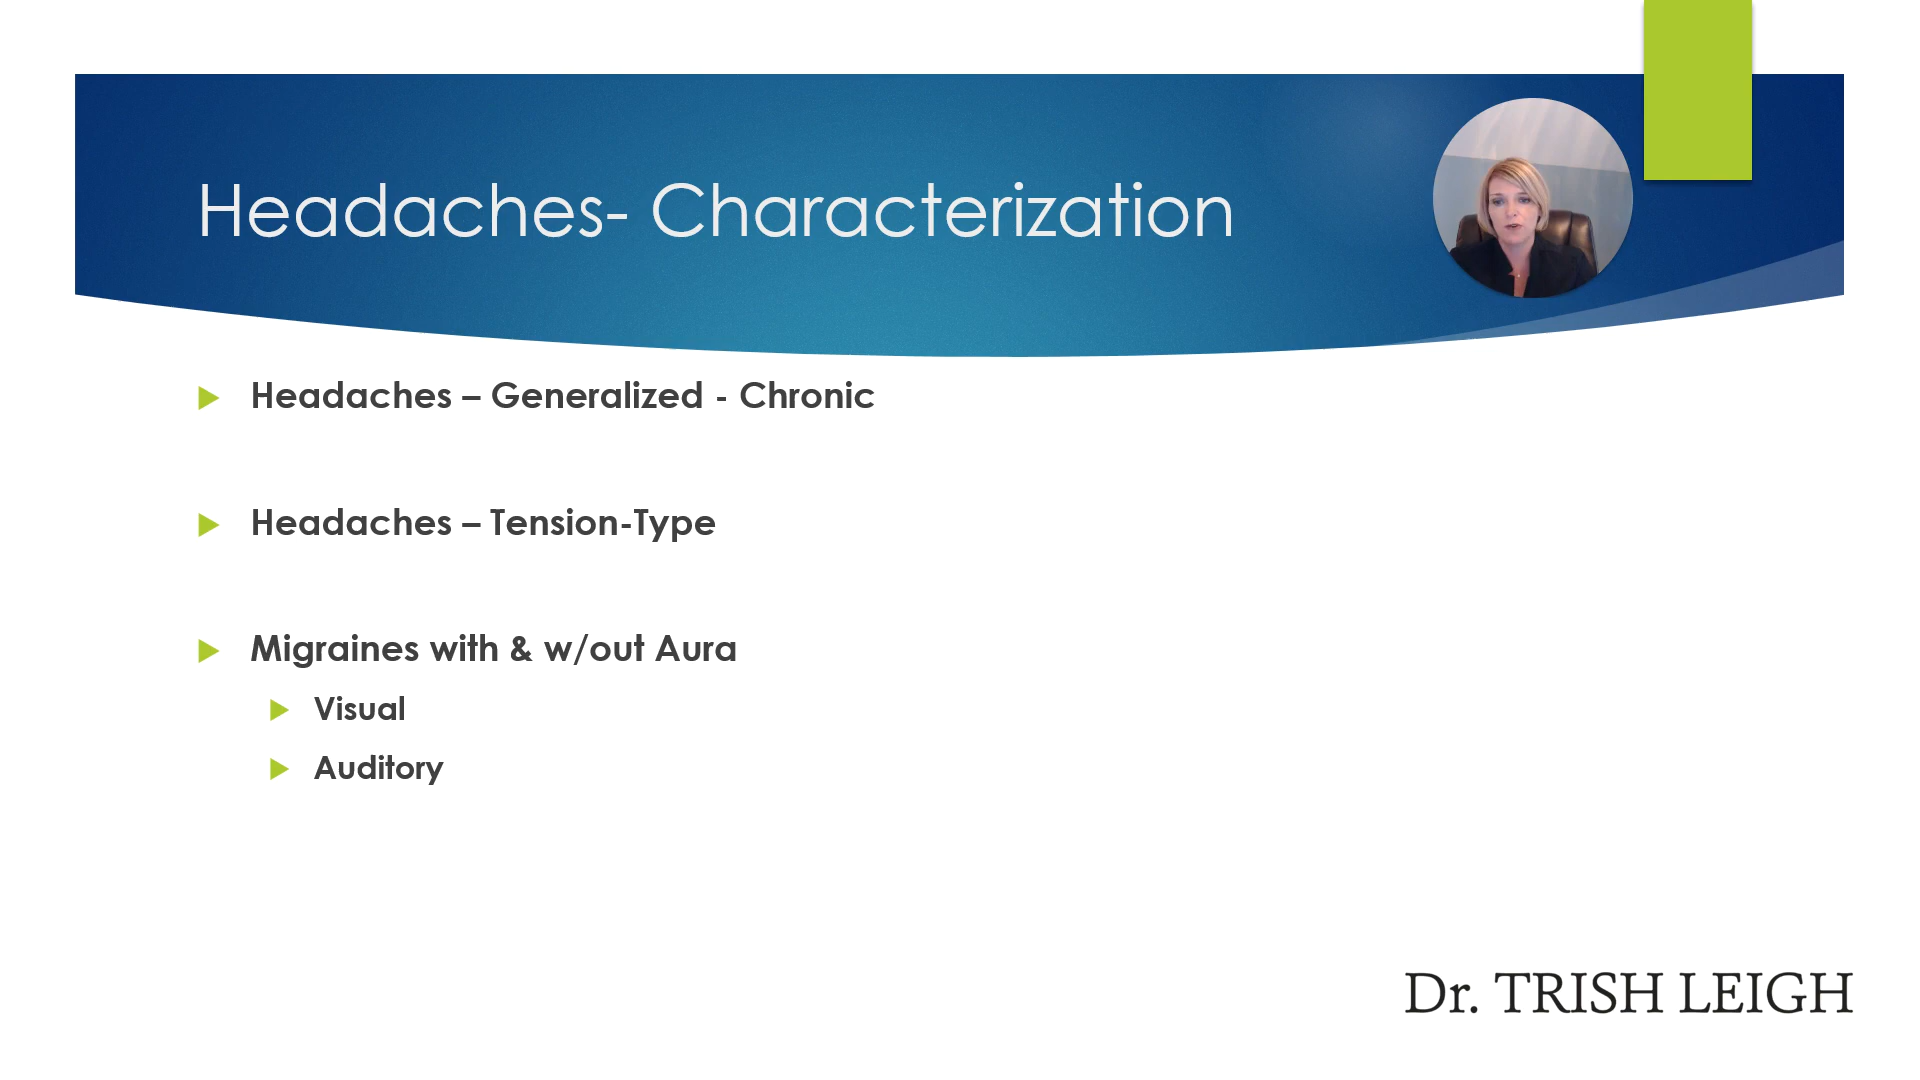 Headaches- Characterization
Headaches – Generalized - Chronic
Headaches – Tension-Type
Migraines with & w/out Aura
Visual
Auditory
Dr. TRISH LEIGH